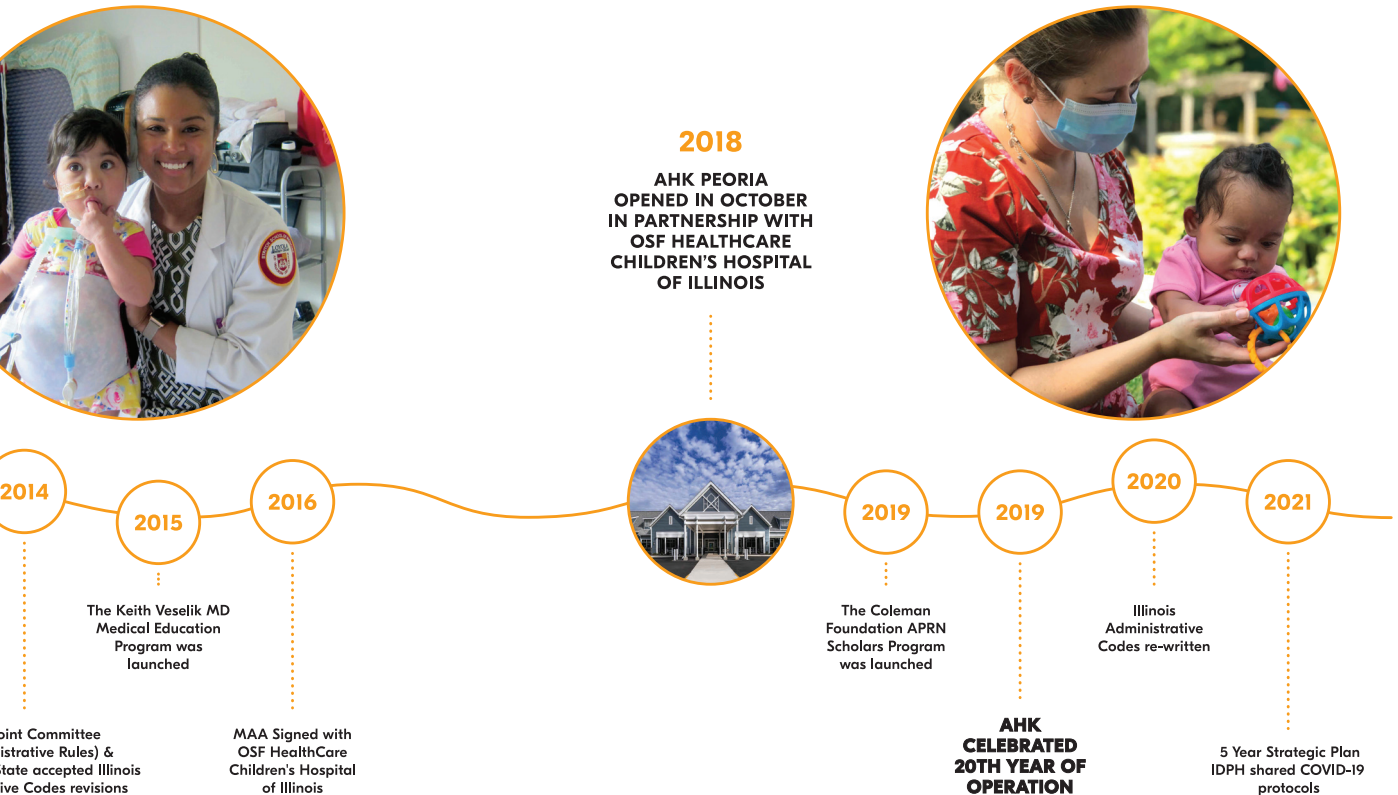 2018
AHK PEORIA
OPENED IN OCTOBER
IN PARTNERSHIP WITH
OSF HEALTHCARE
CHILDREN'S HOSPITAL
OF ILLINOIS
2014
2015
2016
2019
2019
2020
2021
The Keith Veselik MD
Medical Education
Program was
launched
The Coleman
Foundation APRN
Scholars Program
was launched
Illinois
Administrative
Codes re-written
oint Committee
istrative Rules) &
State accepted Illinois
ive Codes revisions
MAA Signed with
OSF HealthCare
Children's Hospital
of Illinois
AHK
CELEBRATED
20TH YEAR OF
OPERATION
5 Year Strategic Plan
IDPH shared COVID-19
protocols